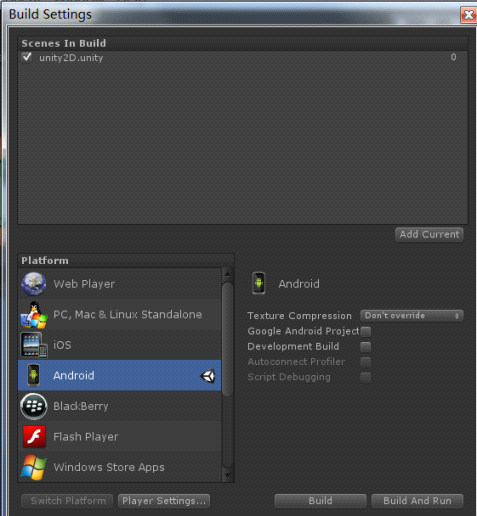 Build Settings
Scenes In Build
unity2D.unity 0
Add Current
Platform
Web Player
PC, Mac & Linux Standalone
iOS
Android
BlackBerry
Flash Player
Windows Store Apps
Android
Texture Compression Don't override
Google Android Project
Development Build
Autoconnect Profiler
Script Debugging
Switch Platform Player Settings... Build Build And Run